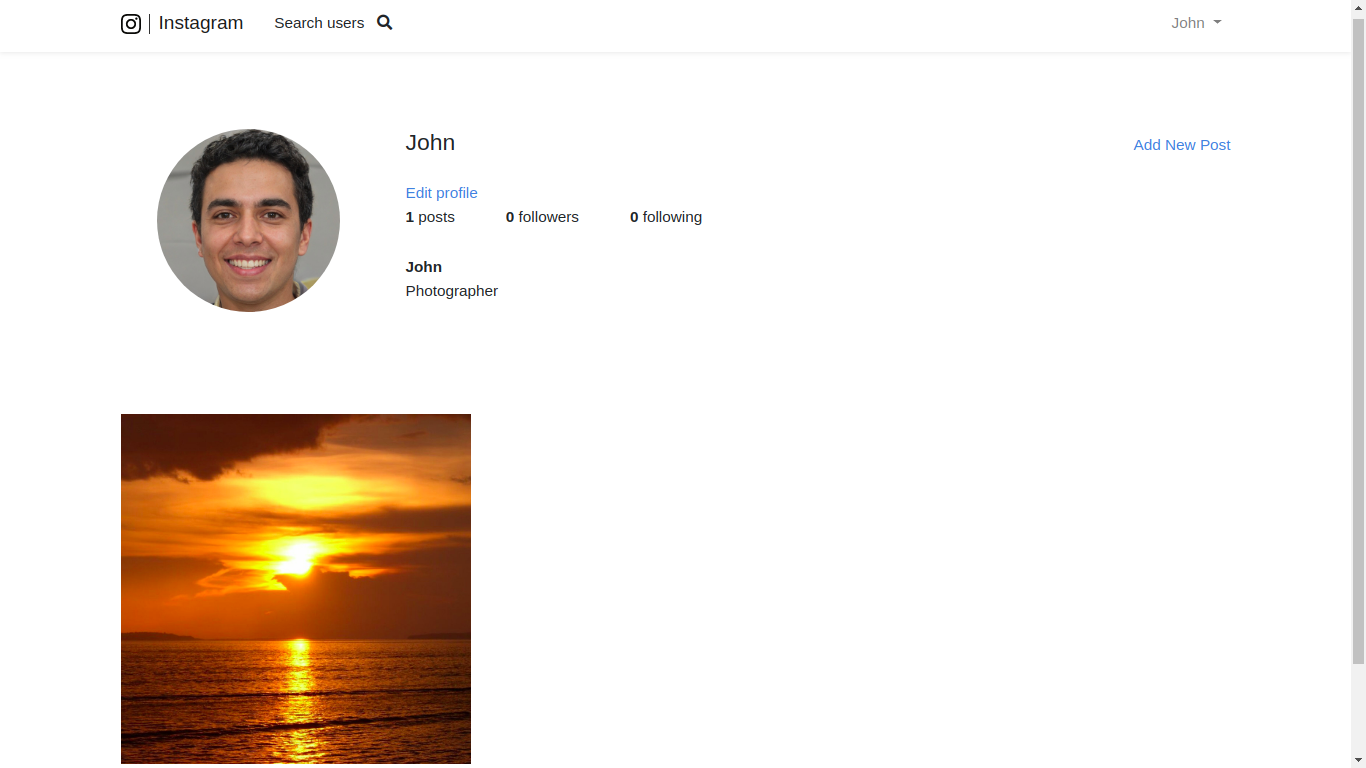 Instagram
Search users
John
John
Add New Post
Edit profile
1 posts 0 followers 0 following
John
Photographer